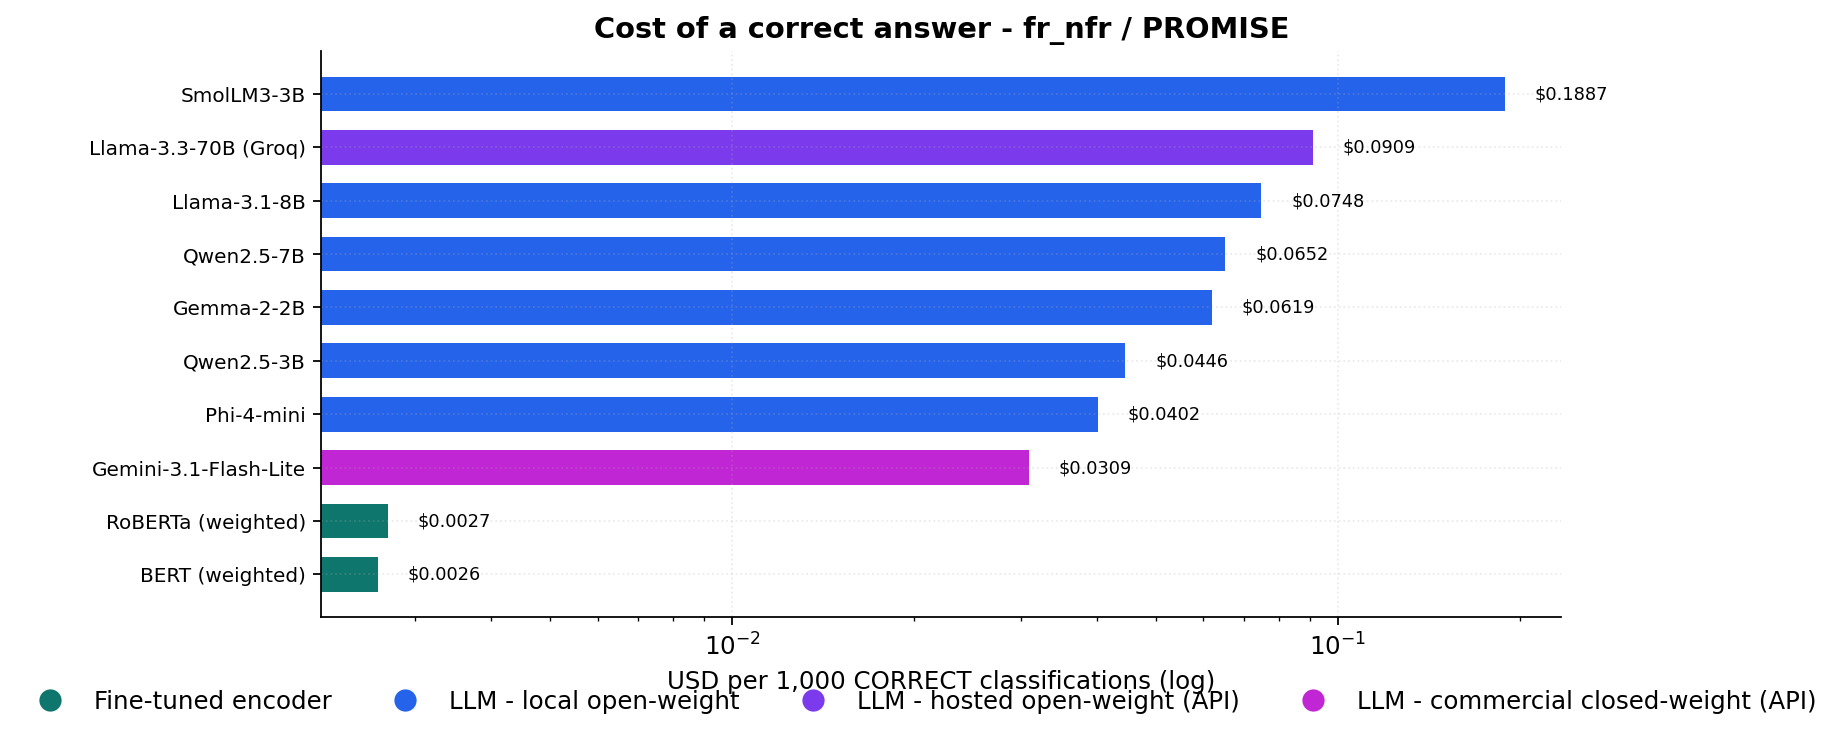 Cost of a correct answer - fr_nfr / PROMISE
SmolLM3-3B $0.1887
Llama-3.3-70B (Groq) $0.0909
Llama-3.1-8B $0.0748
Qwen2.5-7B $0.0652
Gemma-2-2B $0.0619
Qwen2.5-3B $0.0446
Phi-4-mini $0.0402
Gemini-3.1-Flash-Lite $0.0309
RoBERTa (weighted) $0.0027
BERT (weighted) $0.0026
10⁻² 10⁻¹
USD per 1,000 CORRECT classifications (log)
Fine-tuned encoder LLM - local open-weight LLM - hosted open-weight (API) LLM - commercial closed-weight (API)